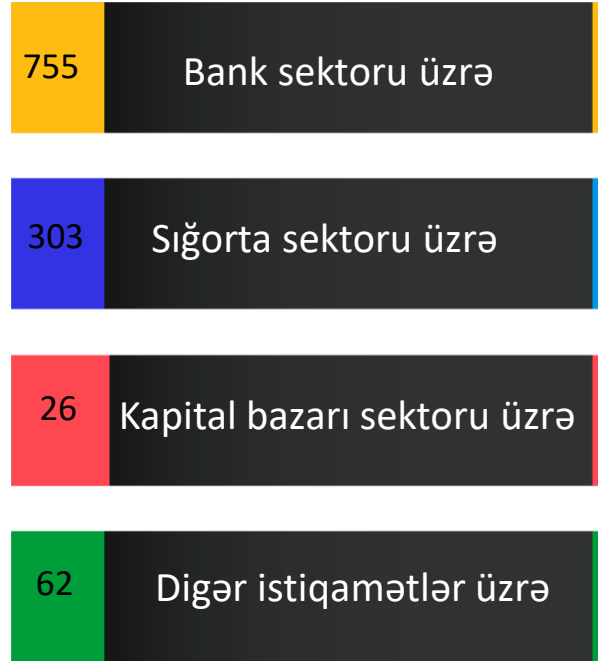 755 Bank sektoru üzrə
303 Sığorta sektoru üzrə
26 Kapital bazarı sektoru üzrə
62 Digər istiqamətlər üzrə